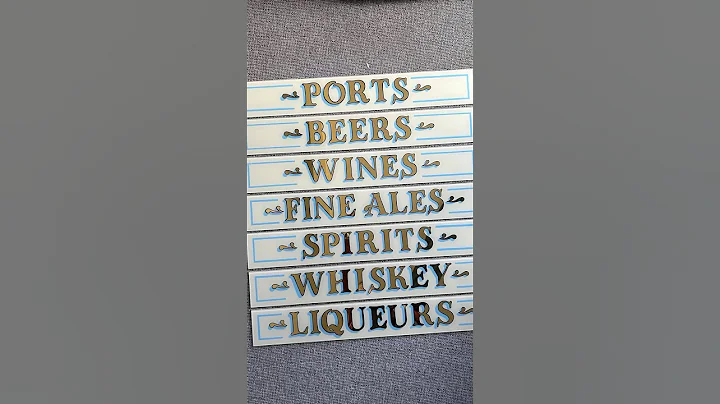 PORTS
BEERS
WINES
FINE ALES
SPIRITS
WHISKEY
LIQUEURS